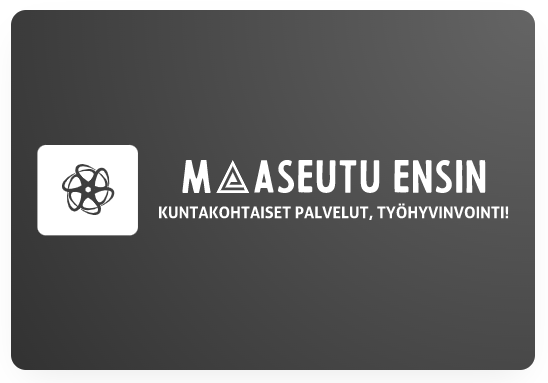 MAASEUTU ENSIN
KUNTAKOHTAISET PALVELUT, TYÖHYVINVOINTI!